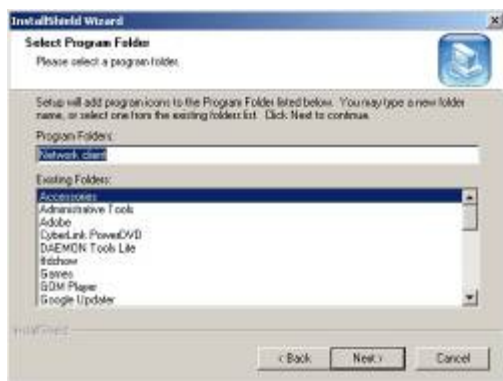 InstallShield Wizard
Select Program Folder
Please select a program folder.
Setup will add program icons to the Program Folder listed below. You may type a new folder
name, or select one from the existing folders list. Click Next to continue.
Program Folders:
Network client
Existing Folders:
Accessories
Administrative Tools
Adobe
CyberLink PowerDVD
DAEMON Tools Lite
ffdshow
Games
GOM Player
Google Updater
InstallShield
< Back
Next >
Cancel